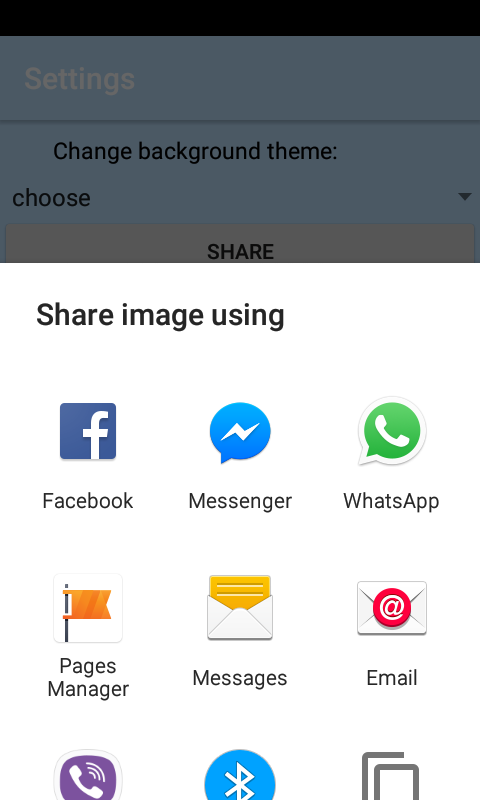 Settings
Change background theme:
choose
SHARE
Share image using
Facebook
Messenger
WhatsApp
Pages
Manager
Messages
Email